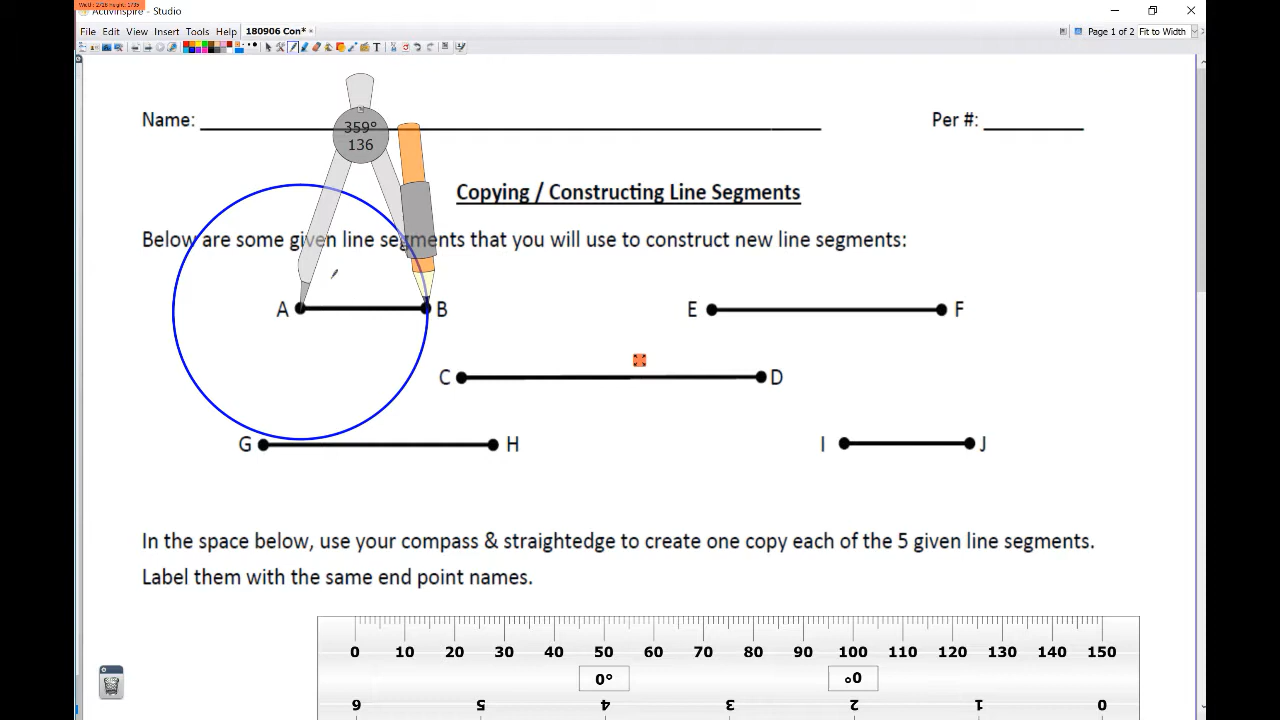 Width: 2718 Height: 1735
ActivInspire - Studio
File Edit View Insert Tools Help 180906 Con*
Page 1 of 2 Fit to Width
Name: Per #:
359°
136
Copying / Constructing Line Segments
Below are some given line segments that you will use to construct new line segments:
A B E F
C D
G H I J
In the space below, use your compass & straightedge to create one copy each of the 5 given line segments.
Label them with the same end point names.
0 10 20 30 40 50 60 70 80 90 100 110 120 130 140 150
0° 0°
6 5 4 3 2 1 0